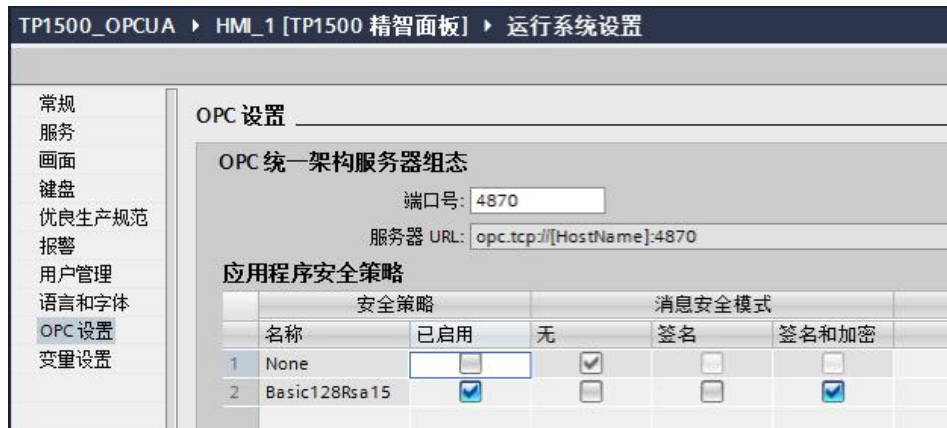 TP1500_OPCUA ▸ HMI_1 [TP1500 精智面板] ▸ 运行系统设置
常规
服务
画面
键盘
优良生产规范
报警
用户管理
语言和字体
OPC 设置
变量设置
OPC 设置
OPC 统一架构服务器组态
端口号: 4870
服务器 URL: opc.tcp://[HostName]:4870
应用程序安全策略
安全策略 消息安全模式
名称 已启用 无 签名 签名和加密
1 None
2 Basic128Rsa15